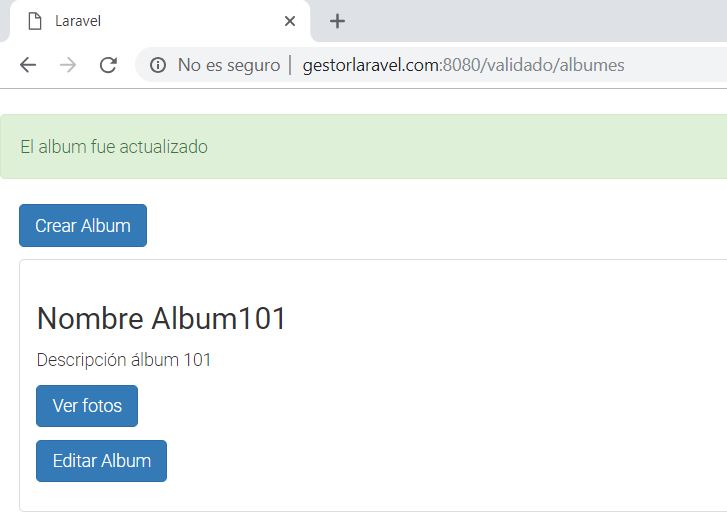 Laravel
No es seguro | gestorlaravel.com:8080/validado/albumes
El album fue actualizado
Crear Album
Nombre Album101
Descripción álbum 101
Ver fotos
Editar Album